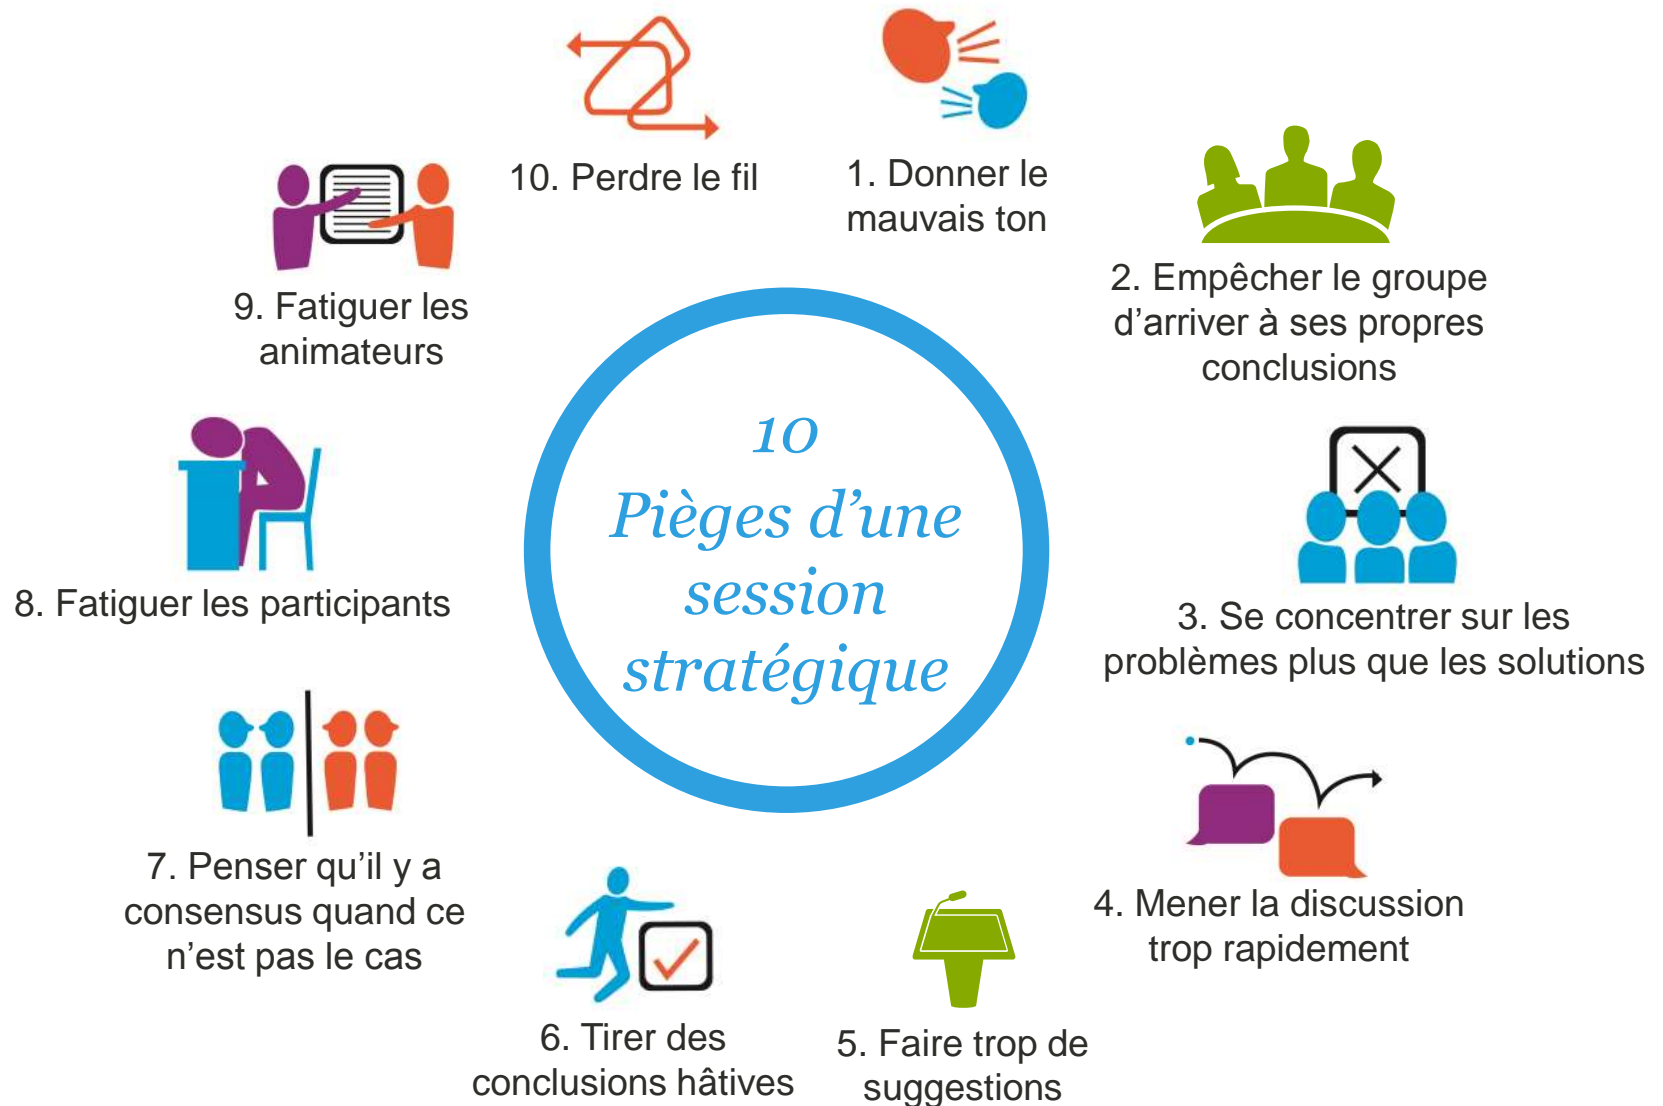 10
Pièges d’une
session
stratégique
1. Donner le
mauvais ton
2. Empêcher le groupe
d’arriver à ses propres
conclusions
3. Se concentrer sur les
problèmes plus que les solutions
4. Mener la discussion
trop rapidement
5. Faire trop de
suggestions
6. Tirer des
conclusions hâtives
7. Penser qu’il y a
consensus quand ce
n’est pas le cas
8. Fatiguer les participants
9. Fatiguer les
animateurs
10. Perdre le fil